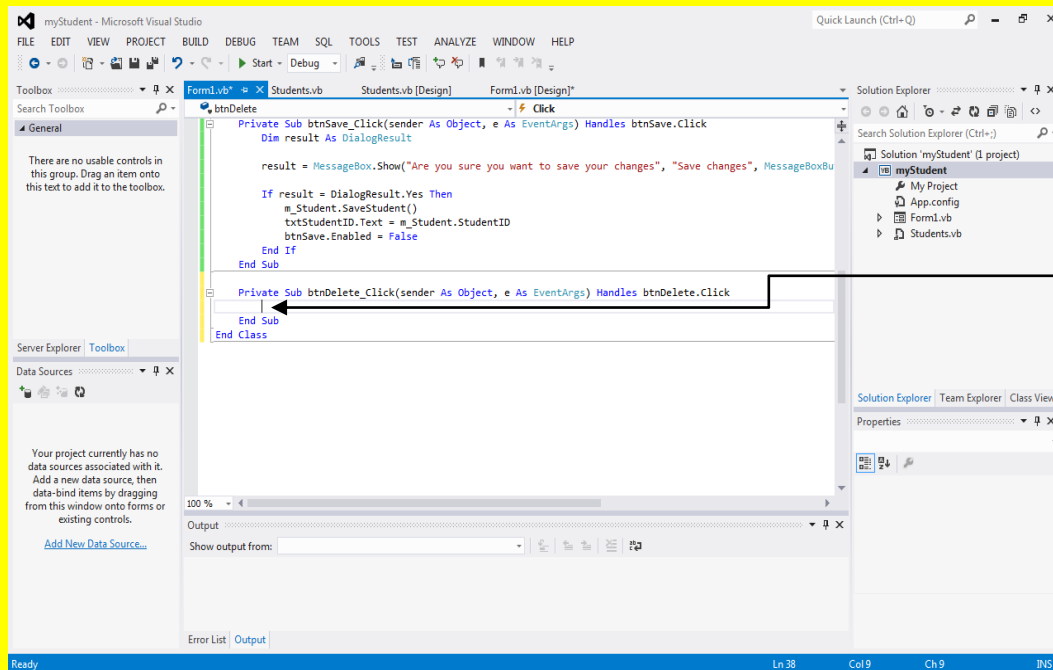 myStudent - Microsoft Visual Studio
Quick Launch (Ctrl+Q)
FILE EDIT VIEW PROJECT BUILD DEBUG TEAM SQL TOOLS TEST ANALYZE WINDOW HELP
Start Debug
Toolbox
Search Toolbox
General
There are no usable controls in
this group. Drag an item onto
this text to add it to the toolbox.
Server Explorer Toolbox
Data Sources
Your project currently has no
data sources associated with it.
Add a new data source, then
data-bind items by dragging
from this window onto forms or
existing controls.
Add New Data Source...
Form1.vb* Students.vb Students.vb [Design] Form1.vb [Design]*
btnDelete Click
Private Sub btnSave_Click(sender As Object, e As EventArgs) Handles btnSave.Click
Dim result As DialogResult
result = MessageBox.Show("Are you sure you want to save your changes", "Save changes", MessageBoxBu
If result = DialogResult.Yes Then
m_Student.SaveStudent()
txtStudentID.Text = m_Student.StudentID
btnSave.Enabled = False
End If
End Sub
Private Sub btnDelete_Click(sender As Object, e As EventArgs) Handles btnDelete.Click
End Sub
End Class
100 %
Output
Show output from:
Error List Output
Solution Explorer
Search Solution Explorer (Ctrl+;)
Solution 'myStudent' (1 project)
VB myStudent
My Project
App.config
Form1.vb
Students.vb
Solution Explorer Team Explorer Class View
Properties
Ready Ln 38 Col 9 Ch 9 INS